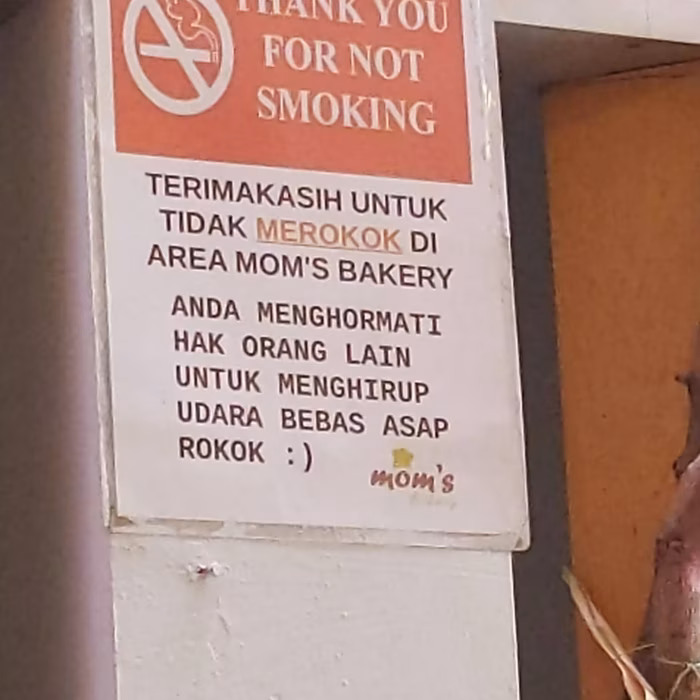 THANK YOU
FOR NOT
SMOKING
TERIMAKASIH UNTUK
TIDAK MEROKOK DI
AREA MOM'S BAKERY
ANDA MENGHORMATI
HAK ORANG LAIN
UNTUK MENGHIRUP
UDARA BEBAS ASAP
ROKOK :)
mom's